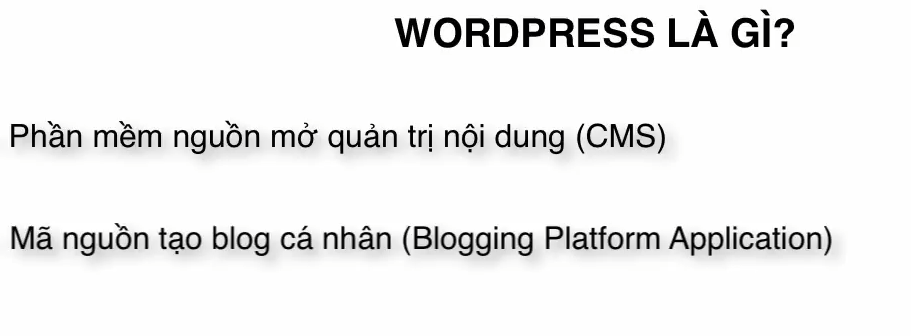 WORDPRESS LÀ GÌ?
Phần mềm nguồn mở quản trị nội dung (CMS)
Mã nguồn tạo blog cá nhân (Blogging Platform Application)